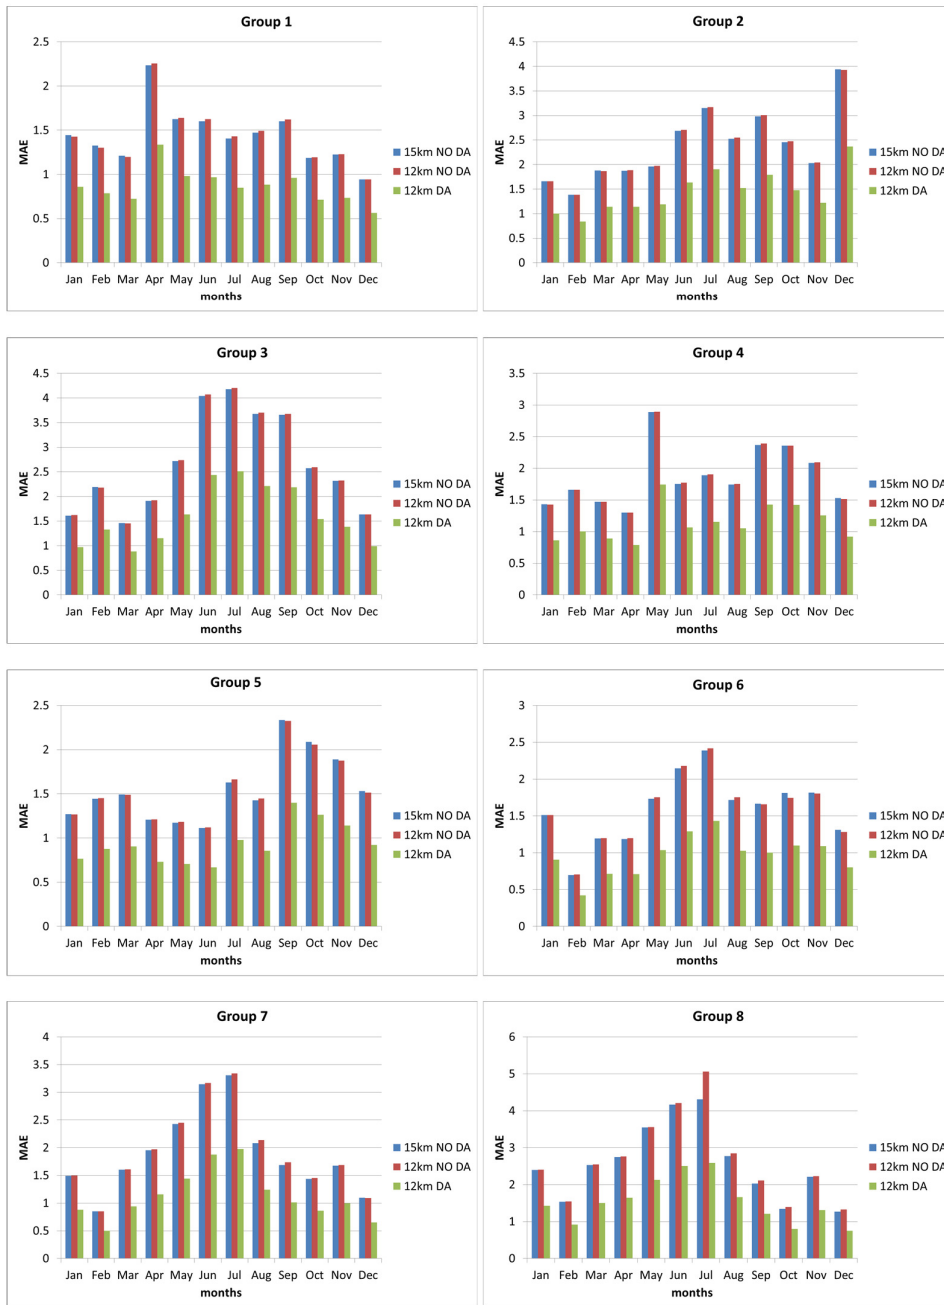 Group 1
2.5
2
1.5
1
0.5
0
MAE
Jan Feb Mar Apr May Jun Jul Aug Sep Oct Nov Dec
months
15km NO DA
12km NO DA
12km DA
Group 2
4.5
4
3.5
3
2.5
2
1.5
1
0.5
0
MAE
Jan Feb Mar Apr May Jun Jul Aug Sep Oct Nov Dec
months
15km NO DA
12km NO DA
12km DA
Group 3
4.5
4
3.5
3
2.5
2
1.5
1
0.5
0
MAE
Jan Feb Mar Apr May Jun Jul Aug Sep Oct Nov Dec
months
15km NO DA
12km NO DA
12km DA
Group 4
3.5
3
2.5
2
1.5
1
0.5
0
MAE
Jan Feb Mar Apr May Jun Jul Aug Sep Oct Nov Dec
months
15km NO DA
12km NO DA
12km DA
Group 5
2.5
2
1.5
1
0.5
0
MAE
Jan Feb Mar Apr May Jun Jul Aug Sep Oct Nov Dec
months
15km NO DA
12km NO DA
12km DA
Group 6
3
2.5
2
1.5
1
0.5
0
MAE
Jan Feb Mar Apr May Jun Jul Aug Sep Oct Nov Dec
months
15km NO DA
12km NO DA
12km DA
Group 7
4
3.5
3
2.5
2
1.5
1
0.5
0
MAE
Jan Feb Mar Apr May Jun Jul Aug Sep Oct Nov Dec
months
15km NO DA
12km NO DA
12km DA
Group 8
6
5
4
3
2
1
0
MAE
Jan Feb Mar Apr May Jun Jul Aug Sep Oct Nov Dec
months
15km NO DA
12km NO DA
12km DA